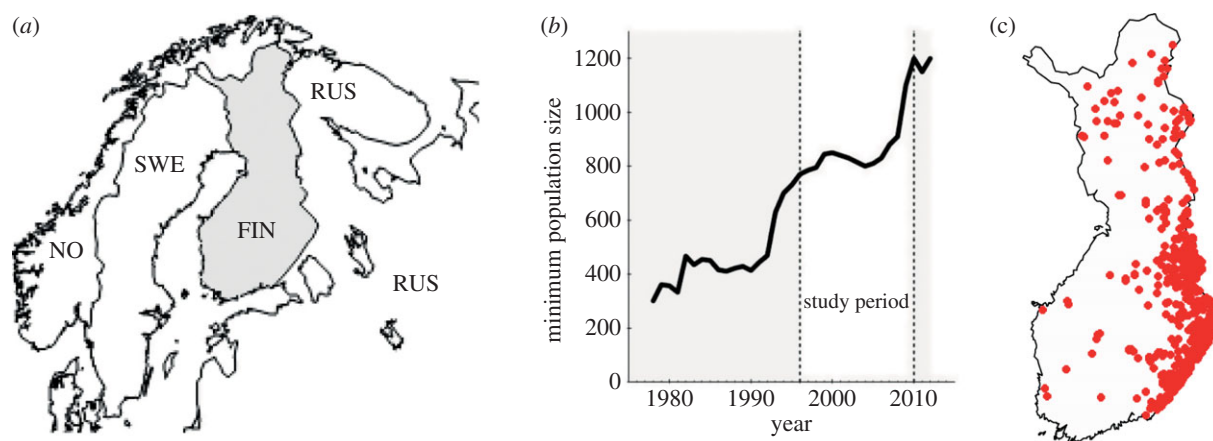 (a)
RUS
SWE
FIN
NO
RUS
(b)
minimum population size
1200
1000
800
600
400
200
0
study period
1980
1990
2000
2010
year
(c)